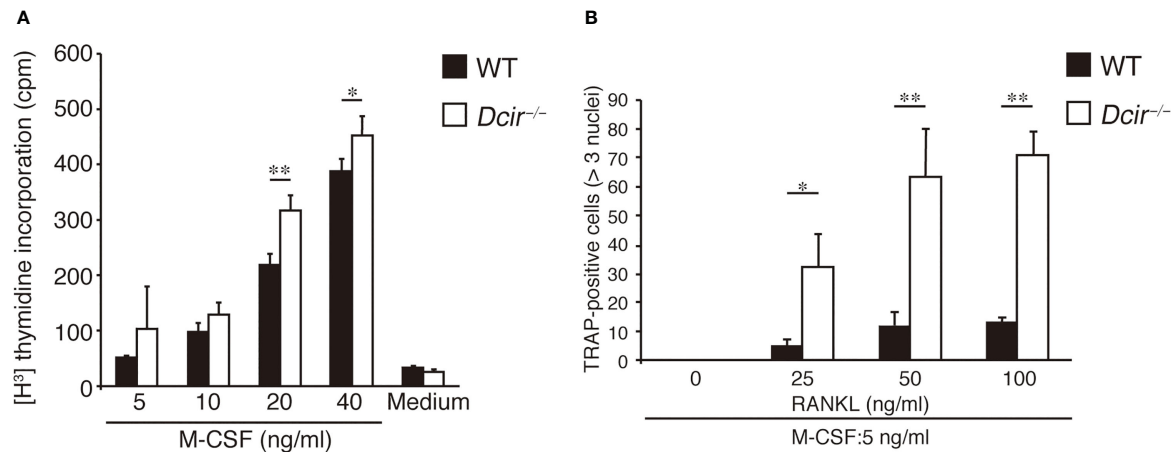 A
[H³] thymidine incorporation (cpm)
600
500
400
300
200
100
0
**
*
WT
Dcir⁻/⁻
5 10 20 40 Medium
M-CSF (ng/ml)
B
TRAP-positive cells (> 3 nuclei)
90
80
70
60
50
40
30
20
10
0
*
**
**
WT
Dcir⁻/⁻
0 25 50 100
RANKL (ng/ml)
M-CSF:5 ng/ml